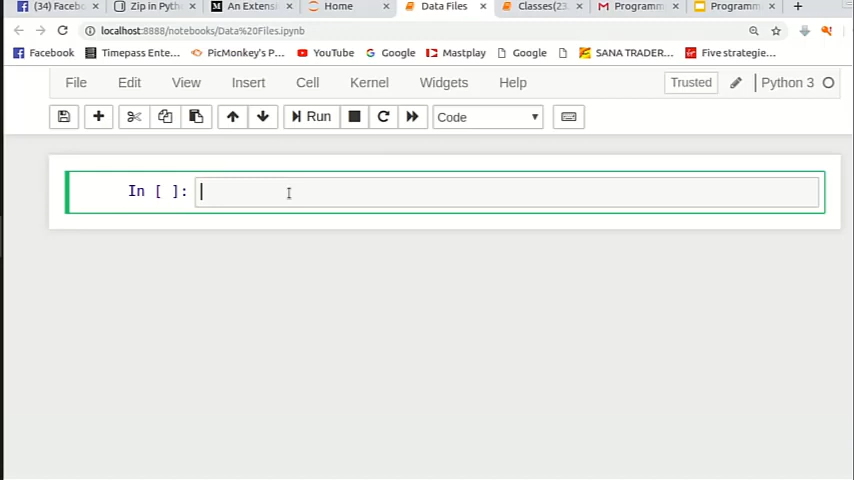 (34) Facebo Zip in Pytho An Extensi Home Data Files Classes(23. Programm Programm
localhost:8888/notebooks/Data%20Files.ipynb
Facebook Timepass Ente... PicMonkey's P... YouTube Google Mastplay Google SANA TRADER... Five strategie...
File Edit View Insert Cell Kernel Widgets Help Trusted Python 3
Run Code
In [ ]: